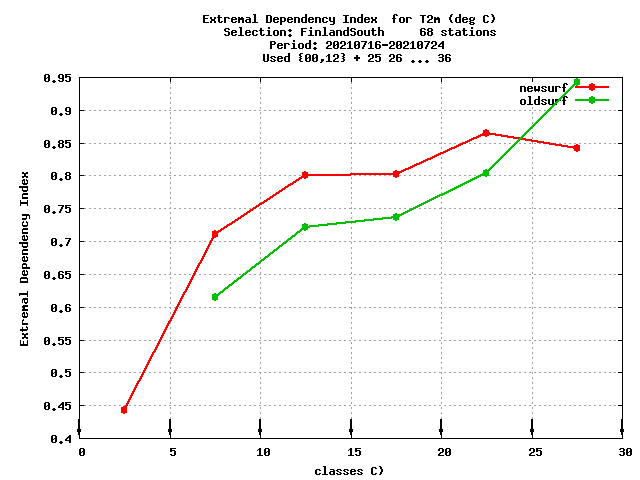 Extremal Dependency Index  for T2m (deg C)
Selection: FinlandSouth     68 stations
Period: 20210716-20210724
Used {00,12} + 25 26 ... 36
newsurf
oldsurf
0.95
0.9
0.85
0.8
0.75
0.7
0.65
0.6
0.55
0.5
0.45
0.4
Extremal Dependency Index
0 5 10 15 20 25 30
classes C)